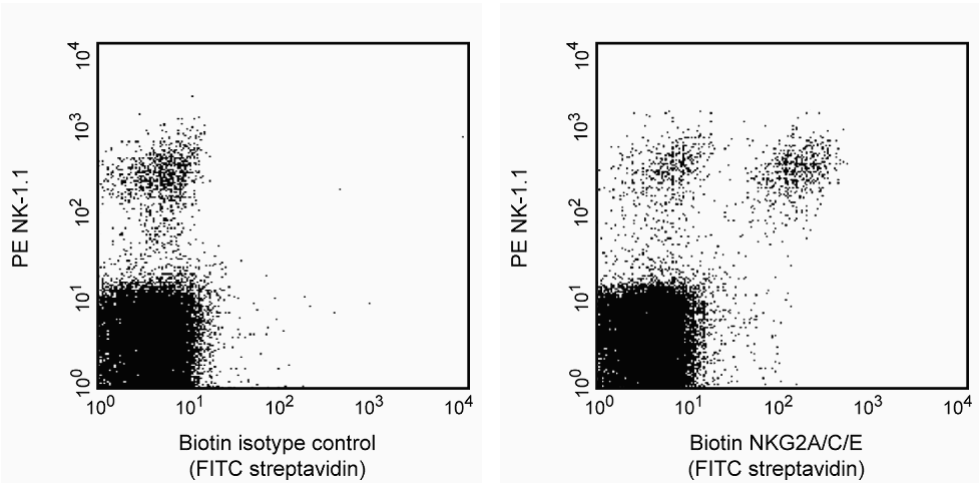 10^4
10^3
10^2
10^1
10^0
PE NK-1.1
10^0 10^1 10^2 10^3 10^4
Biotin isotype control
(FITC streptavidin)
10^4
10^3
10^2
10^1
10^0
PE NK-1.1
10^0 10^1 10^2 10^3 10^4
Biotin NKG2A/C/E
(FITC streptavidin)